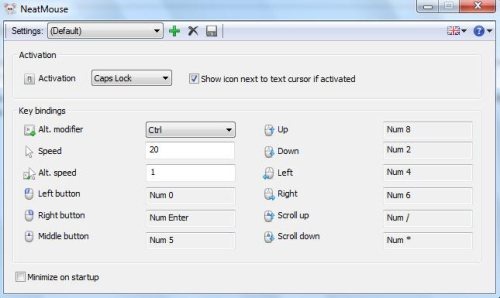 NeatMouse
Settings: (Default)
Activation
Activation Caps Lock Show icon next to text cursor if activated
Key bindings
Alt. modifier Ctrl
Speed 20
Alt. speed 1
Left button Num 0
Right button Num Enter
Middle button Num 5
Up Num 8
Down Num 2
Left Num 4
Right Num 6
Scroll up Num /
Scroll down Num *
Minimize on startup